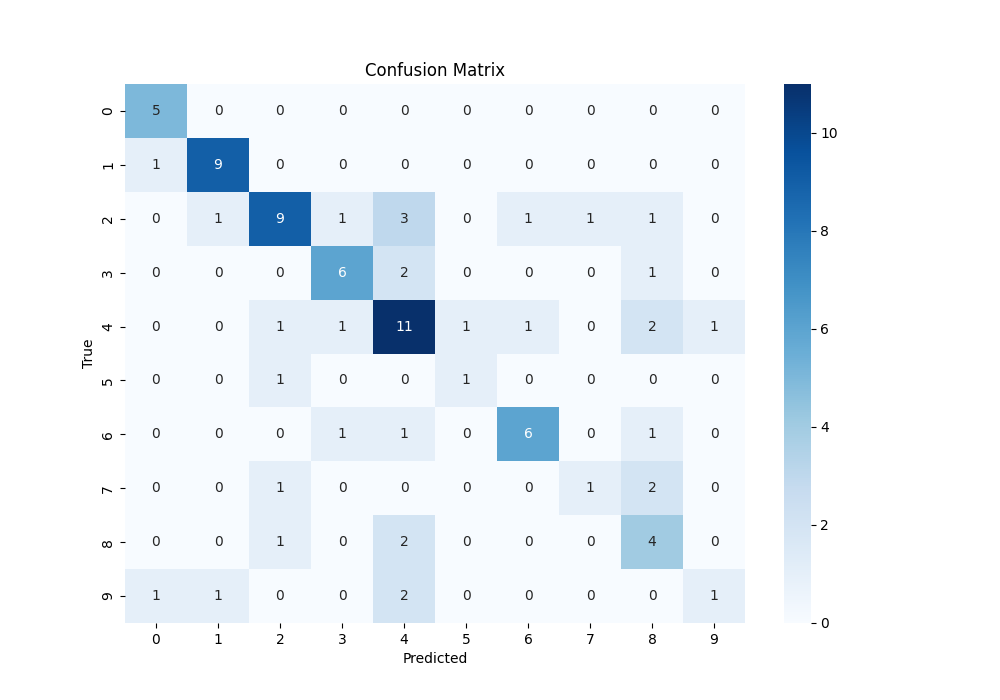 Confusion Matrix
0 5 0 0 0 0 0 0 0 0 0
1 1 9 0 0 0 0 0 0 0 0
2 0 1 9 1 3 0 1 1 1 0
3 0 0 0 6 2 0 0 0 1 0
4 0 0 1 1 11 1 1 0 2 1
5 0 0 1 0 0 1 0 0 0 0
6 0 0 0 1 1 0 6 0 1 0
7 0 0 1 0 0 0 0 1 2 0
8 0 0 1 0 2 0 0 0 4 0
9 1 1 0 0 2 0 0 0 0 1
0 1 2 3 4 5 6 7 8 9
Predicted
True
10
8
6
4
2
0